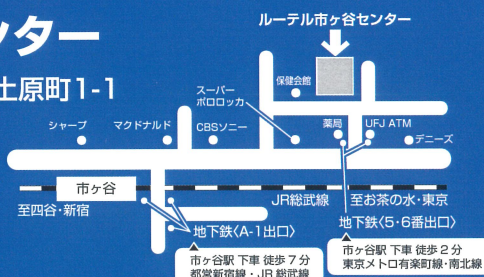 ルーテル市ヶ谷センター
ンター
土原町1-1
保健会館
スーパー
ポロロッカ
シャープ
マクドナルド
CBSソニー
薬局
UFJ ATM
デニーズ
市ヶ谷
至四谷・新宿
JR総武線
至お茶の水・東京
地下鉄〈A-1出口〉
地下鉄〈5・6番出口〉
市ヶ谷駅 下車 徒歩7分
都営新宿線・JR 総武線
市ヶ谷駅 下車 徒歩2分
東京メトロ有楽町線・南北線